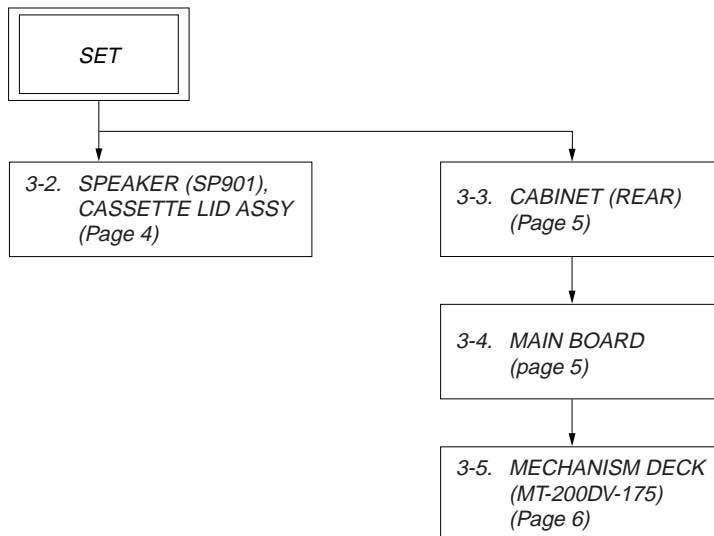 SET
3-2. SPEAKER (SP901),
CASSETTE LID ASSY
(Page 4)
3-3. CABINET (REAR)
(Page 5)
3-4. MAIN BOARD
(page 5)
3-5. MECHANISM DECK
(MT-200DV-175)
(Page 6)